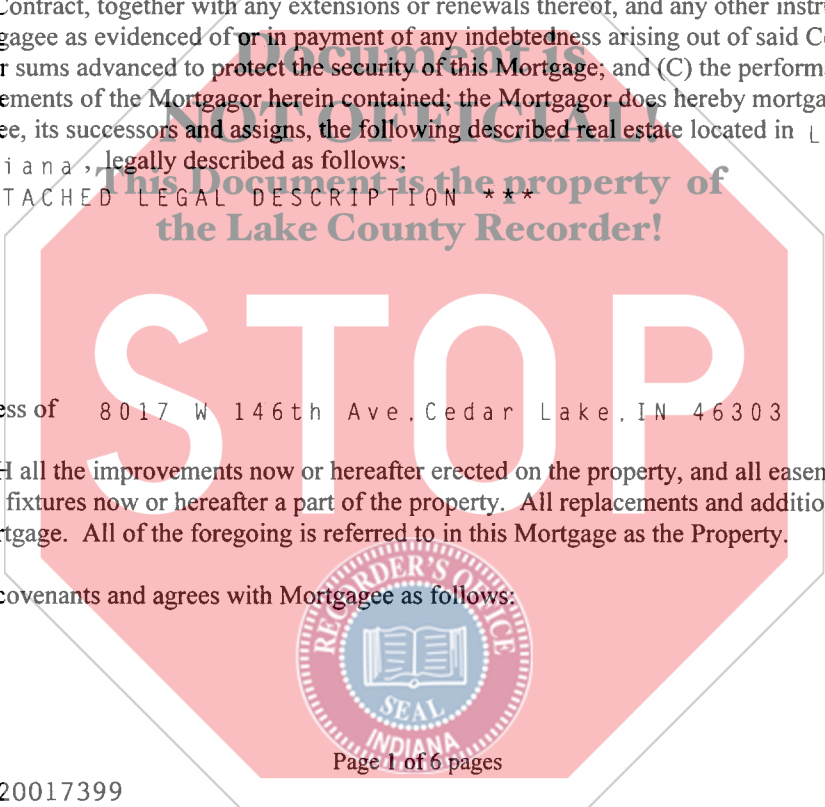 Contract, together with any extensions or renewals thereof, and any other instr
gagee as evidenced of or in payment of any indebtedness arising out of said Co
Document is
r sums advanced to protect the security of this Mortgage; and (C) the perform
ements of the Mortgagor herein contained; the Mortgagor does hereby mortga
NOT OFFICIAL!
ee, its successors and assigns, the following described real estate located in L
iana, legally described as follows:
This Document is the property of
TACHED LEGAL DESCRIPTION ***
the Lake County Recorder!
STOP
ess of 8017 W 146th Ave,Cedar Lake,IN 46303
H all the improvements now or hereafter erected on the property, and all easem
fixtures now or hereafter a part of the property. All replacements and additio
rtgage. All of the foregoing is referred to in this Mortgage as the Property.
covenants and agrees with Mortgagee as follows:
RECORDER'S OFFICE
SEAL
INDIANA
Page 1 of 6 pages
20017399